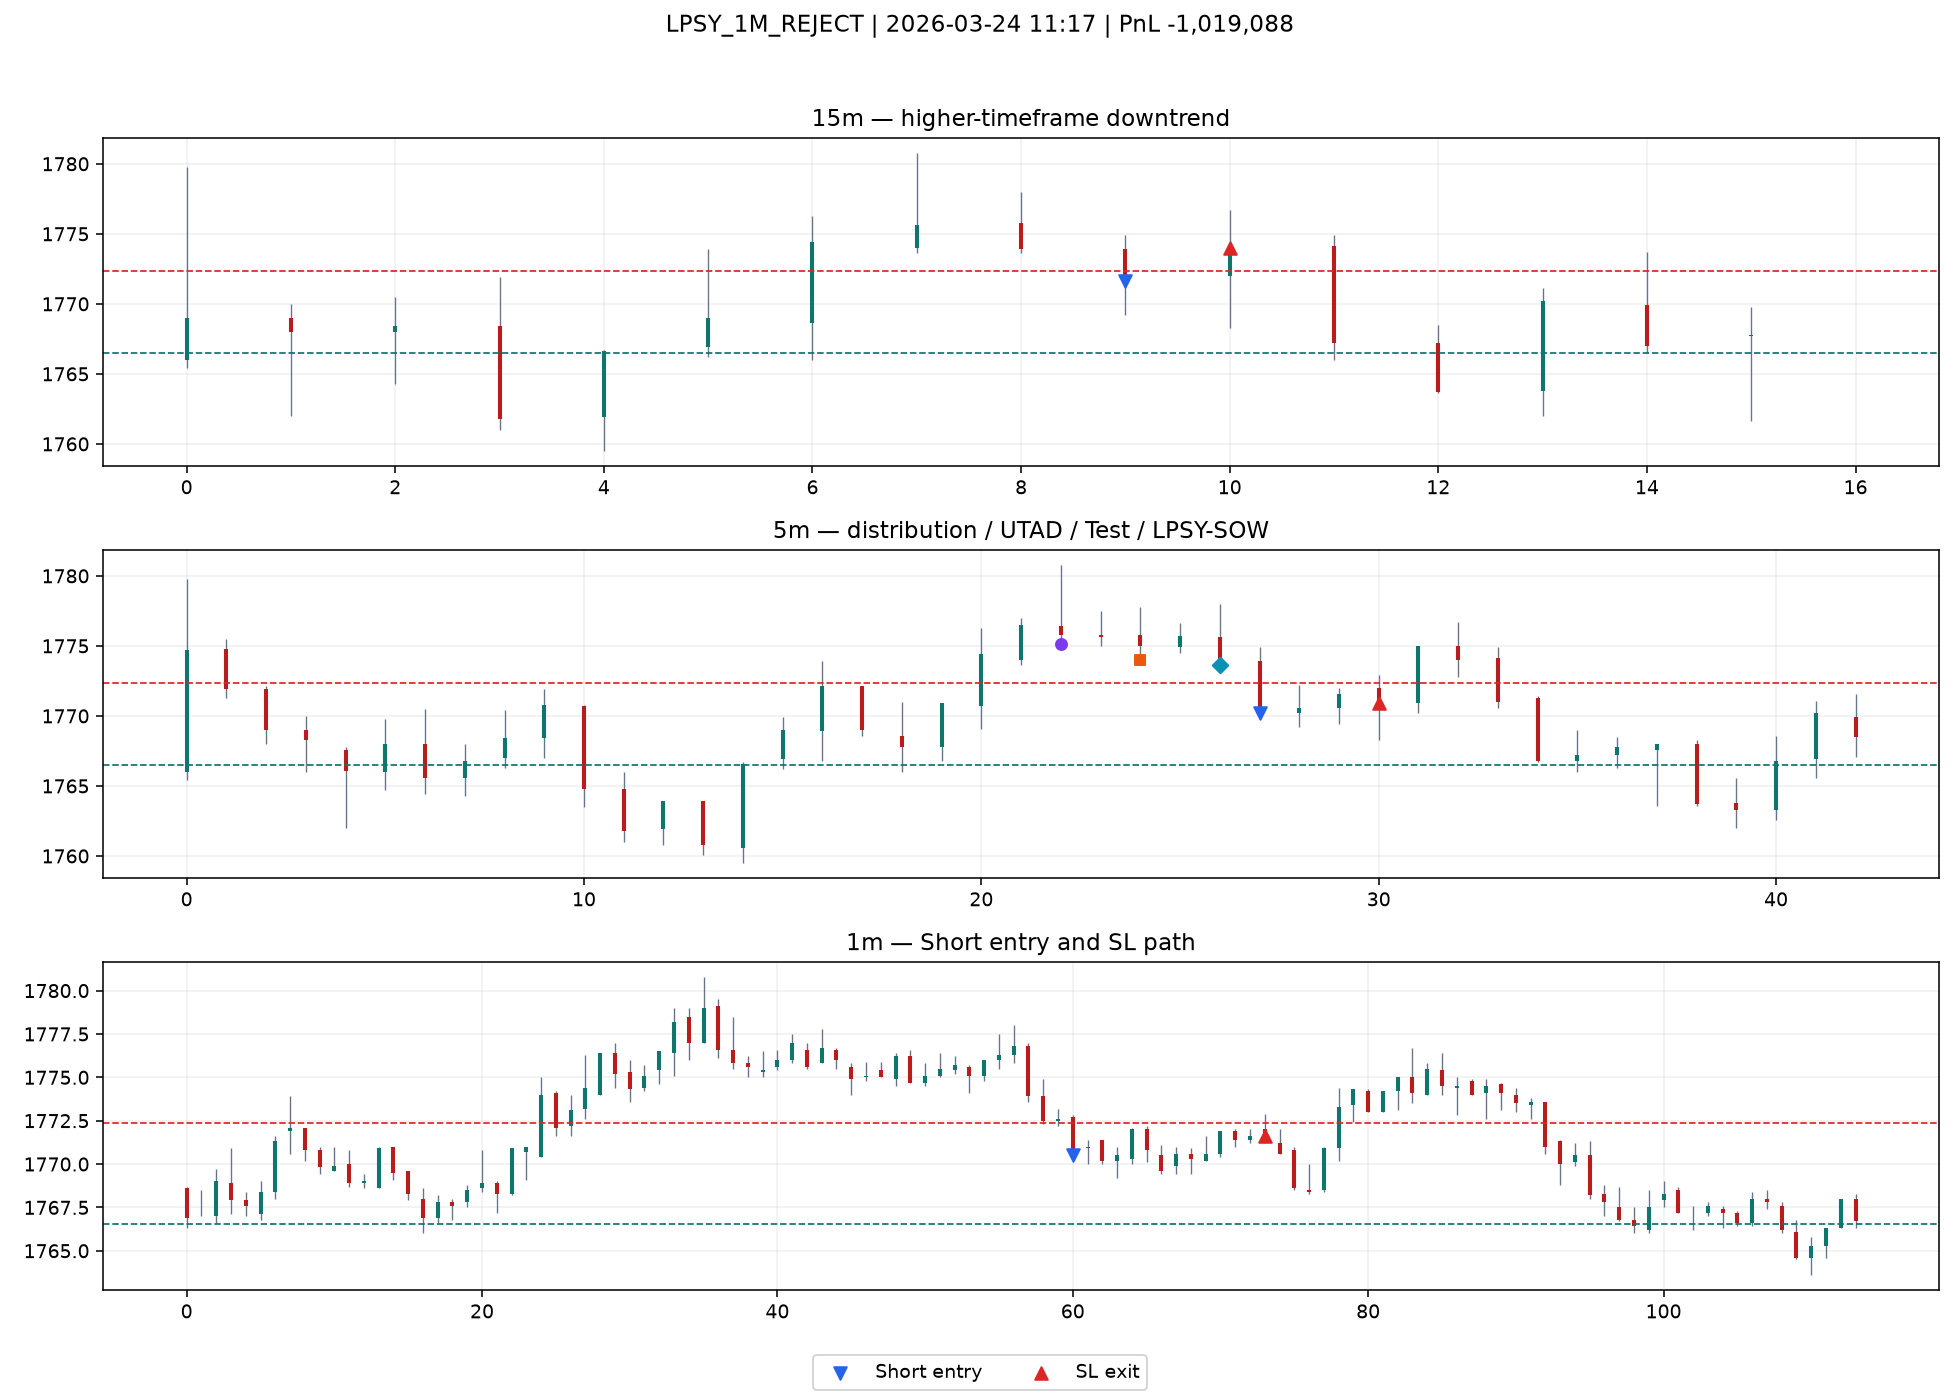 LPSY_1M_REJECT | 2026-03-24 11:17 | PnL -1,019,088
15m — higher-timeframe downtrend
1780
1775
1770
1765
1760
0 2 4 6 8 10 12 14 16
5m — distribution / UTAD / Test / LPSY-SOW
1780
1775
1770
1765
1760
0 10 20 30 40
1m — Short entry and SL path
1780.0
1777.5
1775.0
1772.5
1770.0
1767.5
1765.0
0 20 40 60 80 100
Short entry SL exit